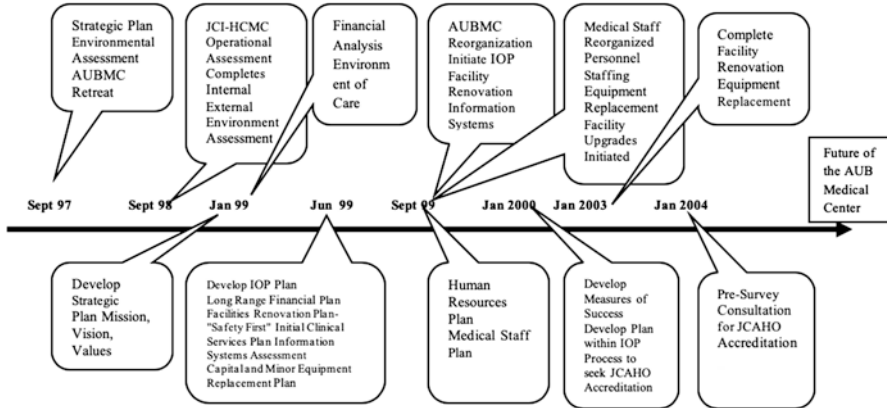 Strategic Plan
Environmental
Assessment
AUBMC
Retreat
JCI-HCMC
Operational
Assessment
Completes
Internal
External
Environment
Assessment
Financial
Analysis
Environm
ent of
Care
AUBMC
Reorganization
Initiate IOP
Facility
Renovation
Information
Systems
Medical Staff
Reorganized
Personnel
Staffing
Equipment
Replacement
Facility
Upgrades
Initiated
Complete
Facility
Renovation
Equipment
Replacement
Future of
the AUB
Medical
Center
Sept 97
Sept 98
Jan 99
Jun 99
Sept 99
Jan 2000
Jan 2003
Jan 2004
Develop
Strategic
Plan Mission,
Vision,
Values
Develop IOP Plan
Long Range Financial Plan
Facilities Renovation Plan-
"Safety First" Initial Clinical
Services Plan Information
Systems Assessment
Capital and Minor Equipment
Replacement Plan
Human
Resources
Plan
Medical Staff
Plan
Develop
Measures of
Success
Develop Plan
within IOP
Process to
seek JCAHO
Accreditation
Pre-Survey
Consultation
for JCAHO
Accreditation